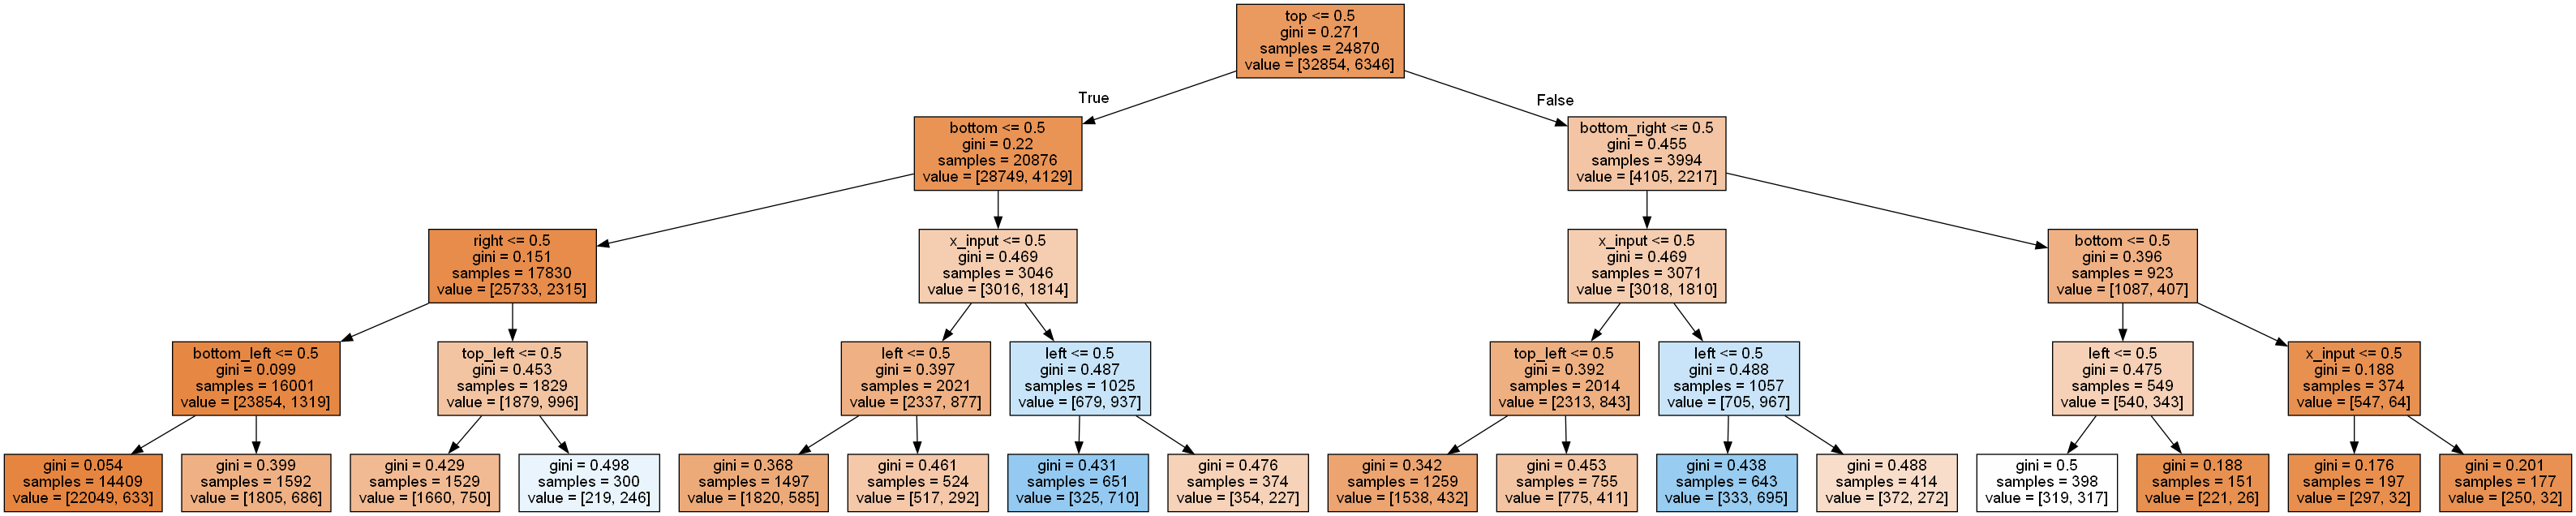 top <= 0.5
gini = 0.271
samples = 24870
value = [32854, 6346]
True
False
bottom <= 0.5
gini = 0.22
samples = 20876
value = [28749, 4129]
bottom_right <= 0.5
gini = 0.455
samples = 3994
value = [4105, 2217]
right <= 0.5
gini = 0.151
samples = 17830
value = [25733, 2315]
x_input <= 0.5
gini = 0.469
samples = 3046
value = [3016, 1814]
x_input <= 0.5
gini = 0.469
samples = 3071
value = [3018, 1810]
bottom <= 0.5
gini = 0.396
samples = 923
value = [1087, 407]
bottom_left <= 0.5
gini = 0.099
samples = 16001
value = [23854, 1319]
top_left <= 0.5
gini = 0.453
samples = 1829
value = [1879, 996]
left <= 0.5
gini = 0.397
samples = 2021
value = [2337, 877]
left <= 0.5
gini = 0.487
samples = 1025
value = [679, 937]
top_left <= 0.5
gini = 0.392
samples = 2014
value = [2313, 843]
left <= 0.5
gini = 0.488
samples = 1057
value = [705, 967]
left <= 0.5
gini = 0.475
samples = 549
value = [540, 343]
x_input <= 0.5
gini = 0.188
samples = 374
value = [547, 64]
gini = 0.054
samples = 14409
value = [22049, 633]
gini = 0.399
samples = 1592
value = [1805, 686]
gini = 0.429
samples = 1529
value = [1660, 750]
gini = 0.498
samples = 300
value = [219, 246]
gini = 0.368
samples = 1497
value = [1820, 585]
gini = 0.461
samples = 524
value = [517, 292]
gini = 0.431
samples = 651
value = [325, 710]
gini = 0.476
samples = 374
value = [354, 227]
gini = 0.342
samples = 1259
value = [1538, 432]
gini = 0.453
samples = 755
value = [775, 411]
gini = 0.438
samples = 643
value = [333, 695]
gini = 0.488
samples = 414
value = [372, 272]
gini = 0.5
samples = 398
value = [319, 317]
gini = 0.188
samples = 151
value = [221, 26]
gini = 0.176
samples = 197
value = [297, 32]
gini = 0.201
samples = 177
value = [250, 32]